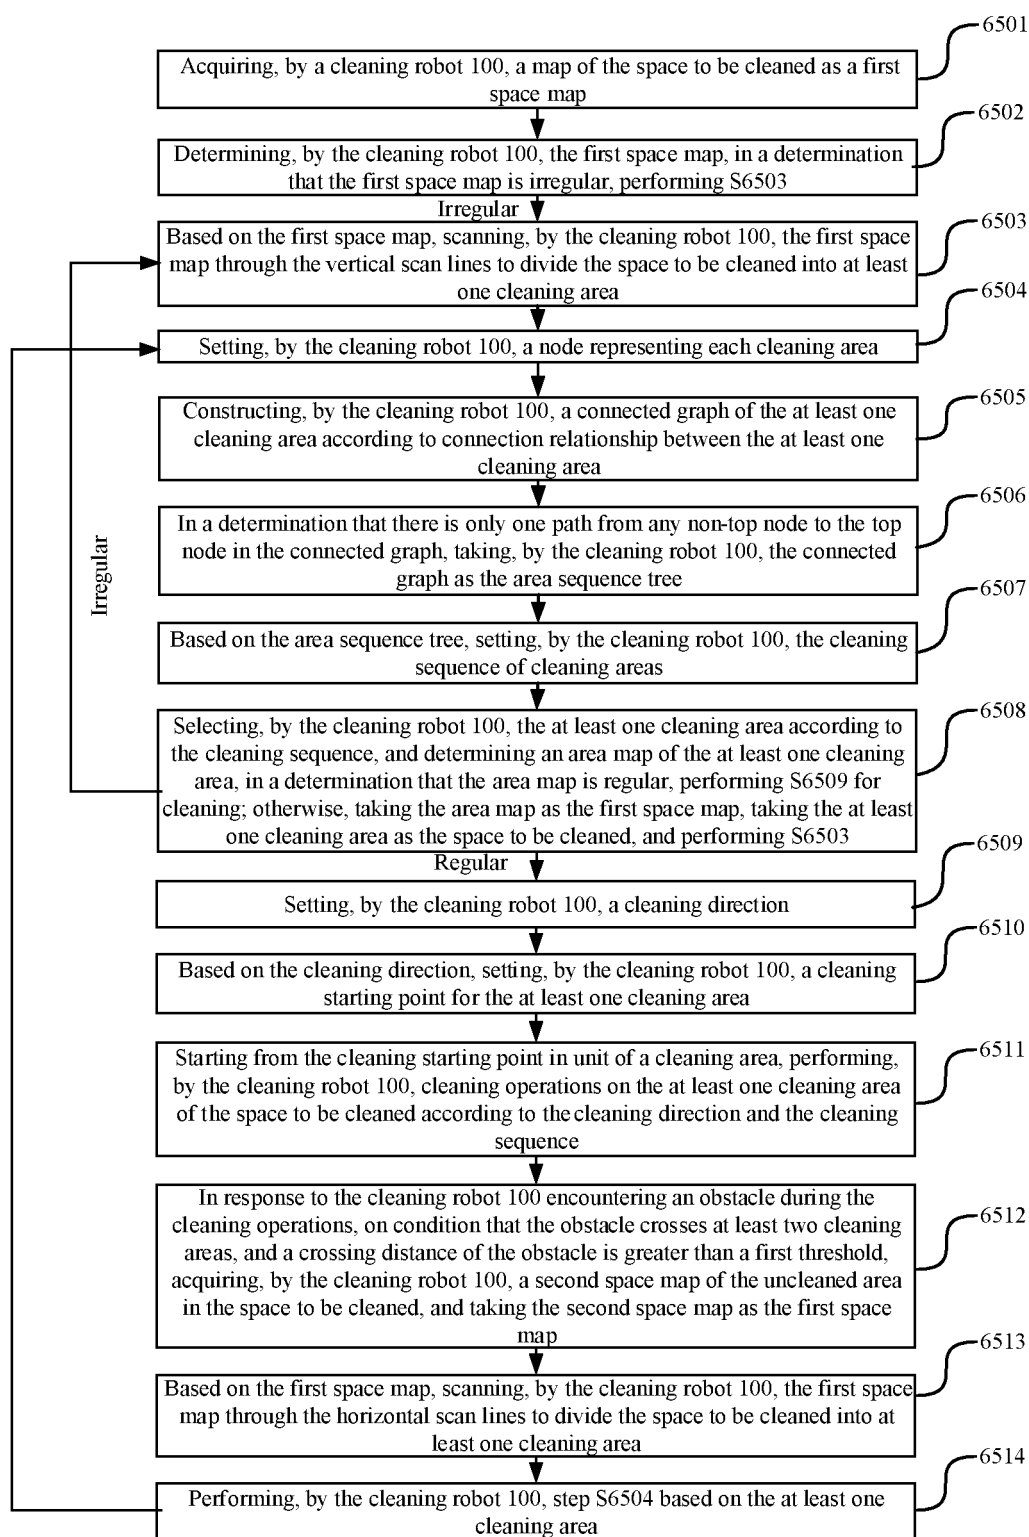 6501
Acquiring, by a cleaning robot 100, a map of the space to be cleaned as a first
space map
6502
Determining, by the cleaning robot 100, the first space map, in a determination
that the first space map is irregular, performing S6503
Irregular
6503
Based on the first space map, scanning, by the cleaning robot 100, the first space
map through the vertical scan lines to divide the space to be cleaned into at least
one cleaning area
6504
Setting, by the cleaning robot 100, a node representing each cleaning area
6505
Constructing, by the cleaning robot 100, a connected graph of the at least one
cleaning area according to connection relationship between the at least one
cleaning area
6506
In a determination that there is only one path from any non-top node to the top
node in the connected graph, taking, by the cleaning robot 100, the connected
graph as the area sequence tree
Irregular
6507
Based on the area sequence tree, setting, by the cleaning robot 100, the cleaning
sequence of cleaning areas
6508
Selecting, by the cleaning robot 100, the at least one cleaning area according to
the cleaning sequence, and determining an area map of the at least one cleaning
area, in a determination that the area map is regular, performing S6509 for
cleaning; otherwise, taking the area map as the first space map, taking the at least
one cleaning area as the space to be cleaned, and performing S6503
Regular
6509
Setting, by the cleaning robot 100, a cleaning direction
6510
Based on the cleaning direction, setting, by the cleaning robot 100, a cleaning
starting point for the at least one cleaning area
6511
Starting from the cleaning starting point in unit of a cleaning area, performing,
by the cleaning robot 100, cleaning operations on the at least one cleaning area
of the space to be cleaned according to the cleaning direction and the cleaning
sequence
6512
In response to the cleaning robot 100 encountering an obstacle during the
cleaning operations, on condition that the obstacle crosses at least two cleaning
areas, and a crossing distance of the obstacle is greater than a first threshold,
acquiring, by the cleaning robot 100, a second space map of the uncleaned area
in the space to be cleaned, and taking the second space map as the first space
map
6513
Based on the first space map, scanning, by the cleaning robot 100, the first space
map through the horizontal scan lines to divide the space to be cleaned into at
least one cleaning area
6514
Performing, by the cleaning robot 100, step S6504 based on the at least one
cleaning area